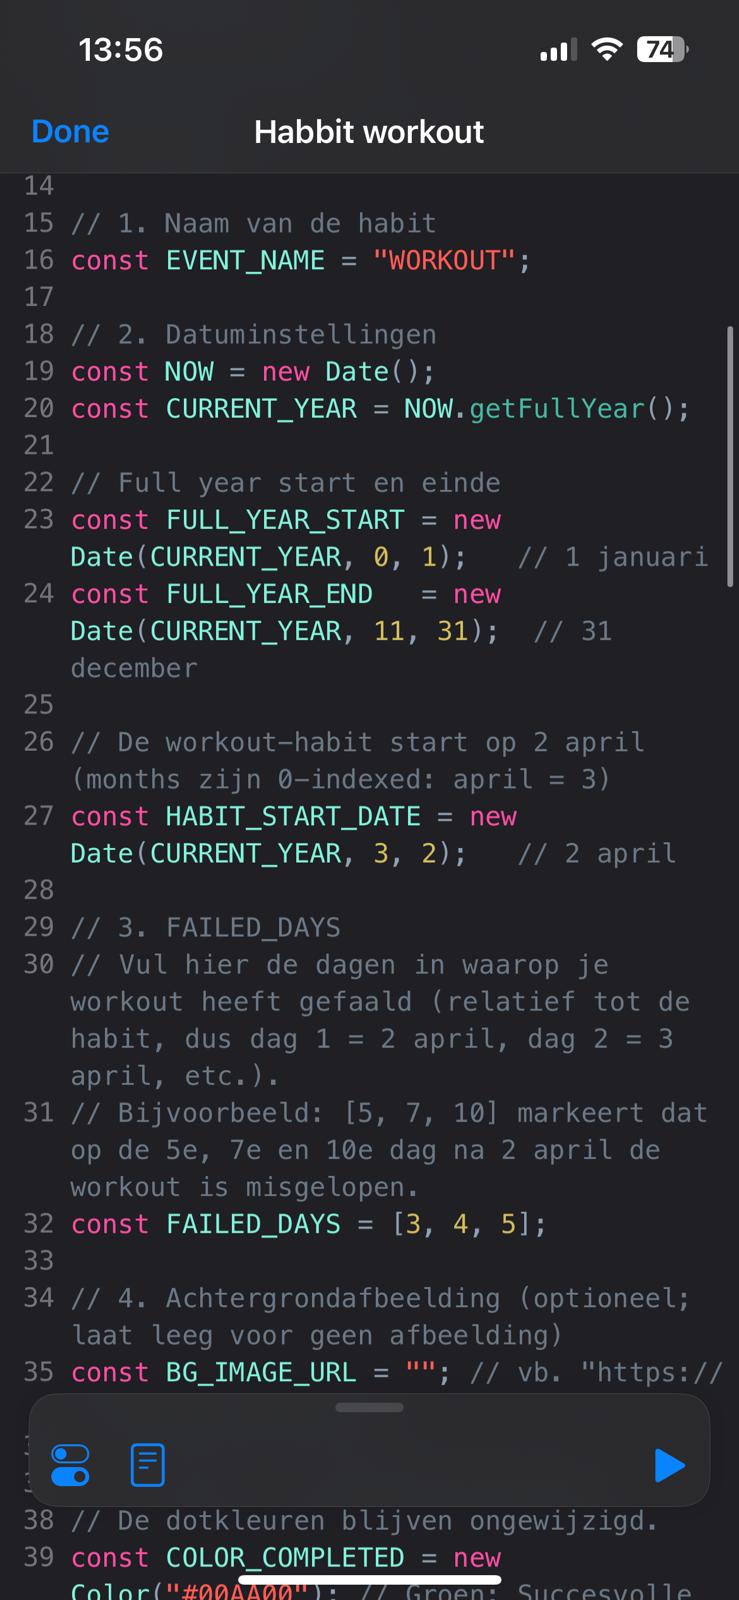 13:56
74
Done
Habbit workout
14
15 // 1. Naam van de habit
16 const EVENT_NAME = "WORKOUT";
17
18 // 2. Datuminstellingen
19 const NOW = new Date();
20 const CURRENT_YEAR = NOW.getFullYear();
21
22 // Full year start en einde
23 const FULL_YEAR_START = new
Date(CURRENT_YEAR, 0, 1);   // 1 januari
24 const FULL_YEAR_END   = new
Date(CURRENT_YEAR, 11, 31);  // 31
december
25
26 // De workout-habit start op 2 april
(months zijn 0-indexed: april = 3)
27 const HABIT_START_DATE = new
Date(CURRENT_YEAR, 3, 2);   // 2 april
28
29 // 3. FAILED_DAYS
30 // Vul hier de dagen in waarop je
workout heeft gefaald (relatief tot de
habit, dus dag 1 = 2 april, dag 2 = 3
april, etc.).
31 // Bijvoorbeeld: [5, 7, 10] markeert dat
op de 5e, 7e en 10e dag na 2 april de
workout is misgelopen.
32 const FAILED_DAYS = [3, 4, 5];
33
34 // 4. Achtergrondafbeelding (optioneel;
laat leeg voor geen afbeelding)
35 const BG_IMAGE_URL = ""; // vb. "https://
38 // De dotkleuren blijven ongewijzigd.
39 const COLOR_COMPLETED = new
Color("#00AA00"); // Groen: Succesvolle